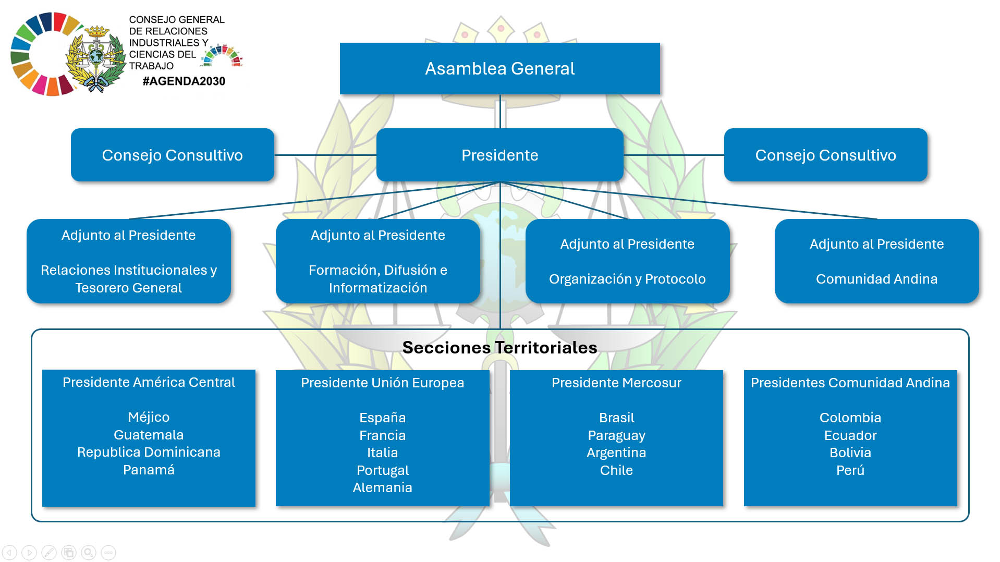 CONSEJO GENERAL
DE RELACIONES
INDUSTRIALES Y
CIENCIAS DEL
TRABAJO
#AGENDA2030
Asamblea General
Consejo Consultivo
Presidente
Consejo Consultivo
Adjunto al Presidente
Relaciones Institucionales y
Tesorero General
Adjunto al Presidente
Formación, Difusión e
Informatización
Adjunto al Presidente
Organización y Protocolo
Adjunto al Presidente
Comunidad Andina
Secciones Territoriales
Presidente América Central
Méjico
Guatemala
Republica Dominicana
Panamá
Presidente Unión Europea
España
Francia
Italia
Portugal
Alemania
Presidente Mercosur
Brasil
Paraguay
Argentina
Chile
Presidentes Comunidad Andina
Colombia
Ecuador
Bolivia
Perú